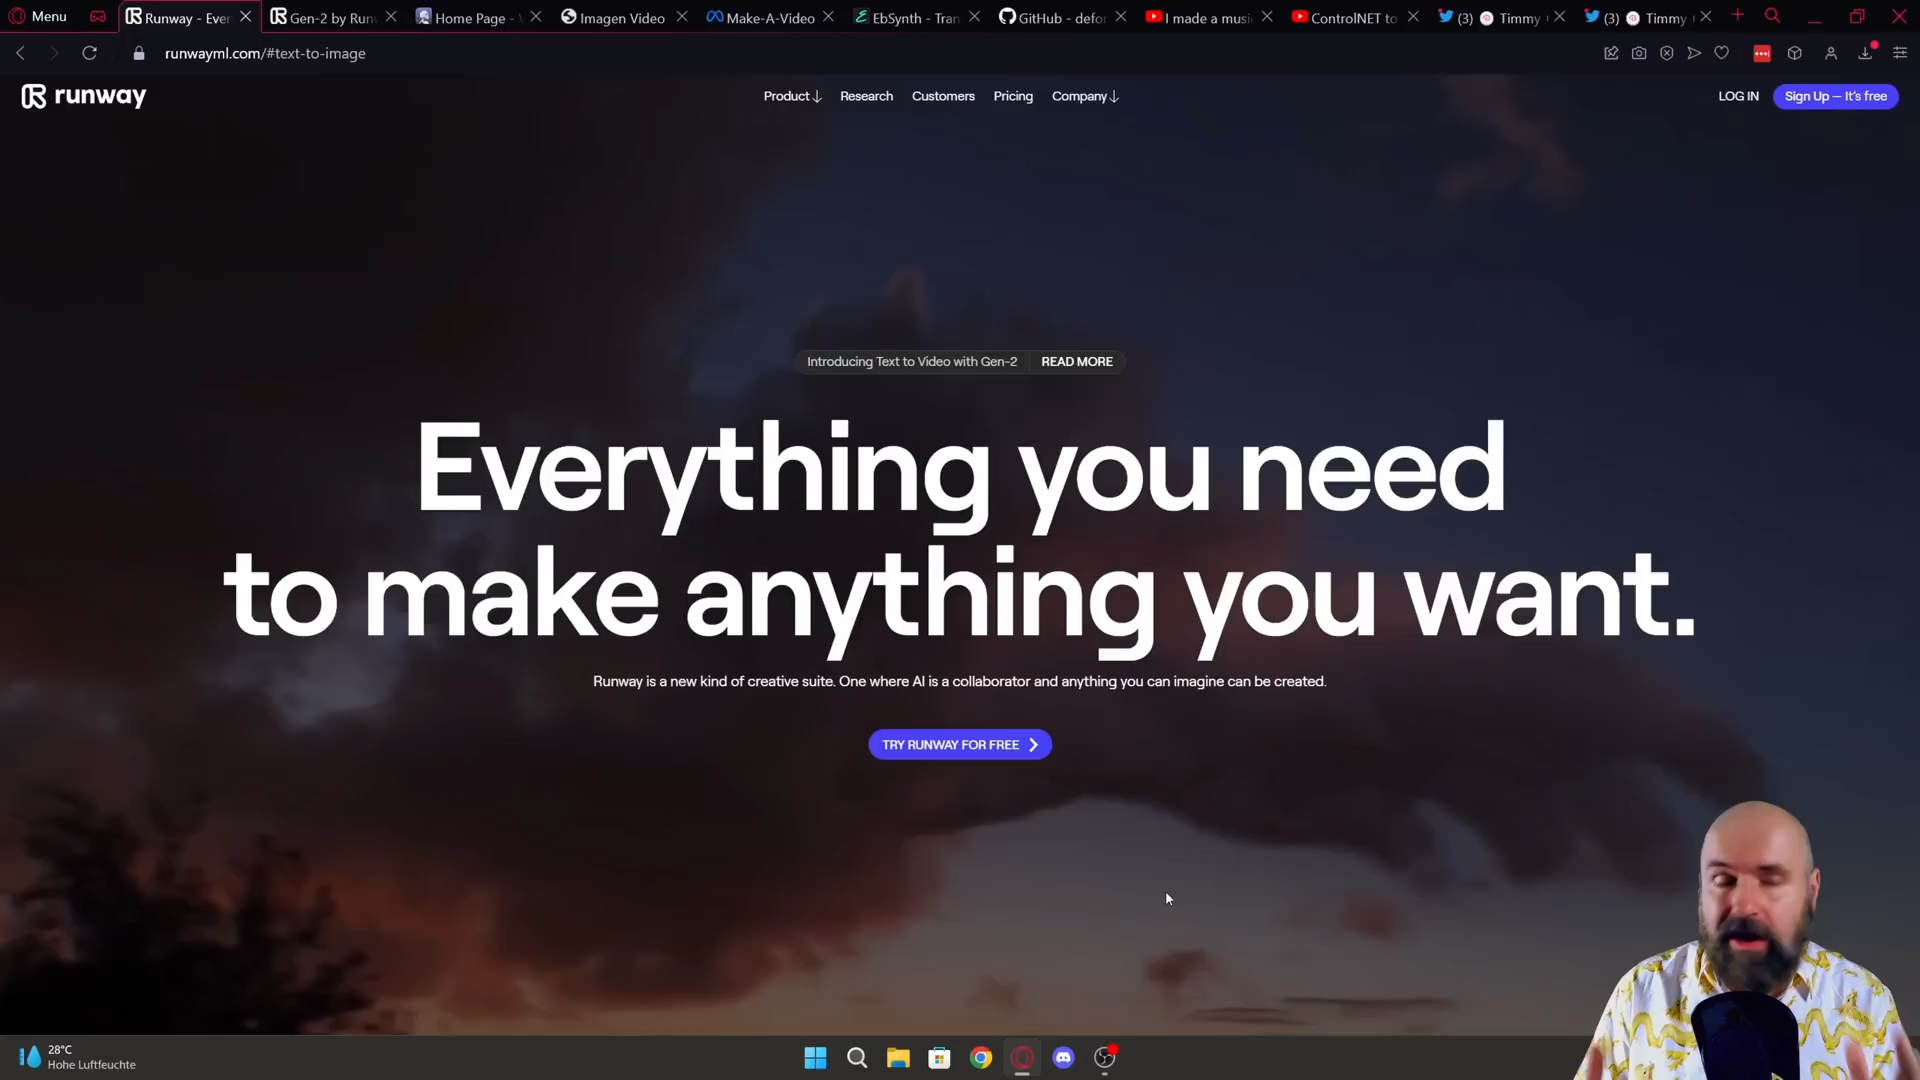 Menu
Runway - Ever
Gen-2 by Run
Home Page -
Imagen Video
Make-A-Video
EbSynth - Tran
GitHub - defor
I made a musi
ControlNET to
(3) Timmy
(3) Timmy
runwayml.com/#text-to-image
runway
Product
Research
Customers
Pricing
Company
LOG IN
Sign Up — It's free
Introducing Text to Video with Gen-2
READ MORE
Everything you need
to make anything you want.
Runway is a new kind of creative suite. One where AI is a collaborator and anything you can imagine can be created.
TRY RUNWAY FOR FREE
28°C
Hohe Luftfeuchte